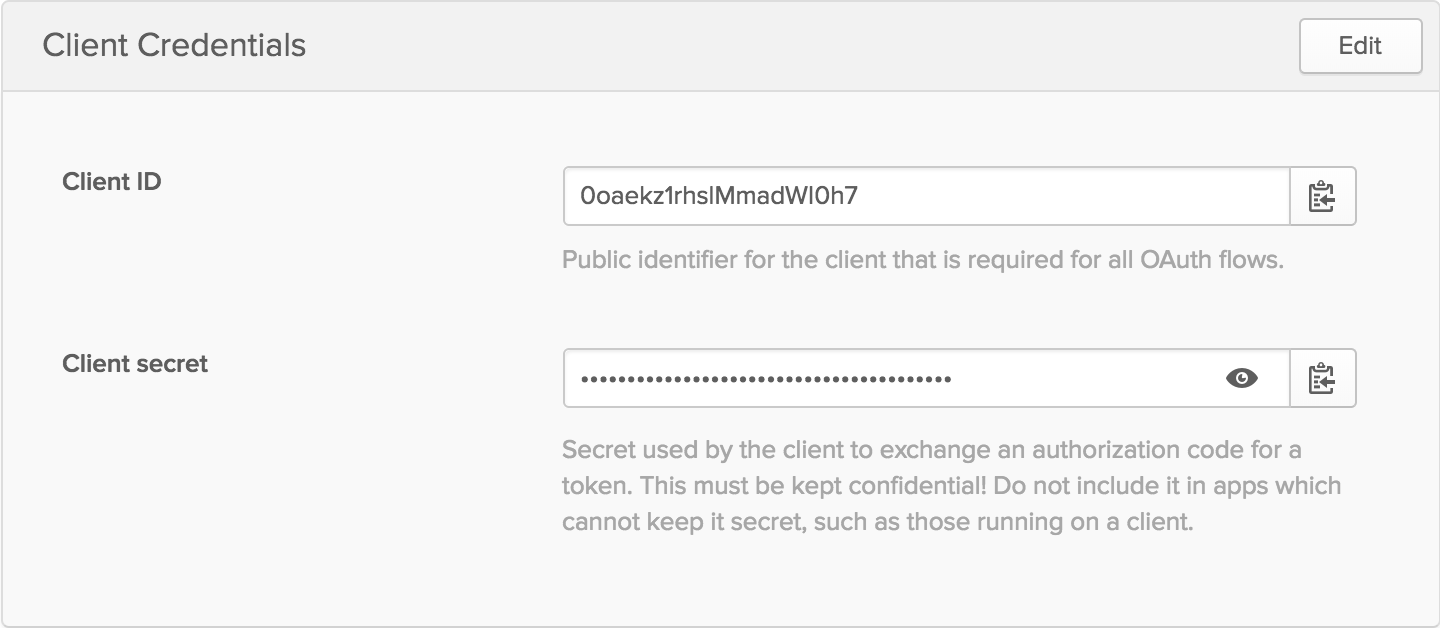 Client Credentials
Edit
Client ID
0oaekz1rhslMmadWl0h7
Public identifier for the client that is required for all OAuth flows.
Client secret
••••••••••••••••••••••••••••••••••••••••
Secret used by the client to exchange an authorization code for a
token. This must be kept confidential! Do not include it in apps which
cannot keep it secret, such as those running on a client.